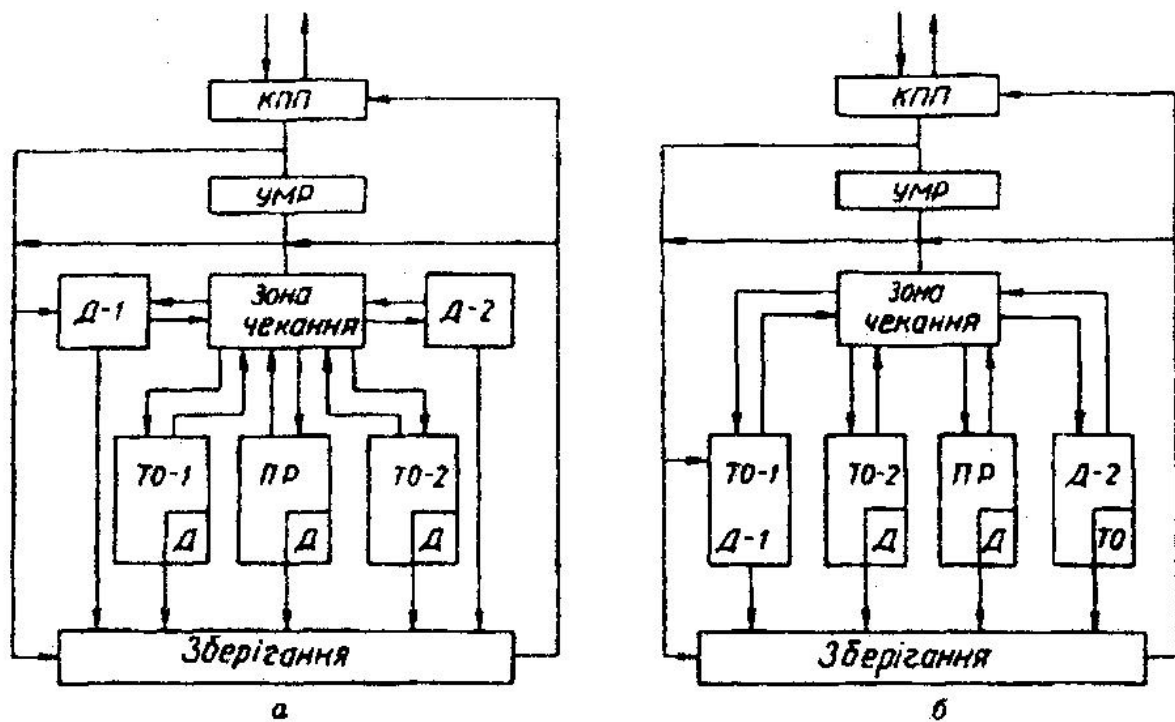 КПП
УМР
Д-1
Зона
чекання
Д-2
ТО-1
Д
ПР
Д
ТО-2
Д
Зберігання
а
КПП
УМР
Зона
чекання
ТО-1
Д-1
ТО-2
Д
ПР
Д
Д-2
ТО
Зберігання
б